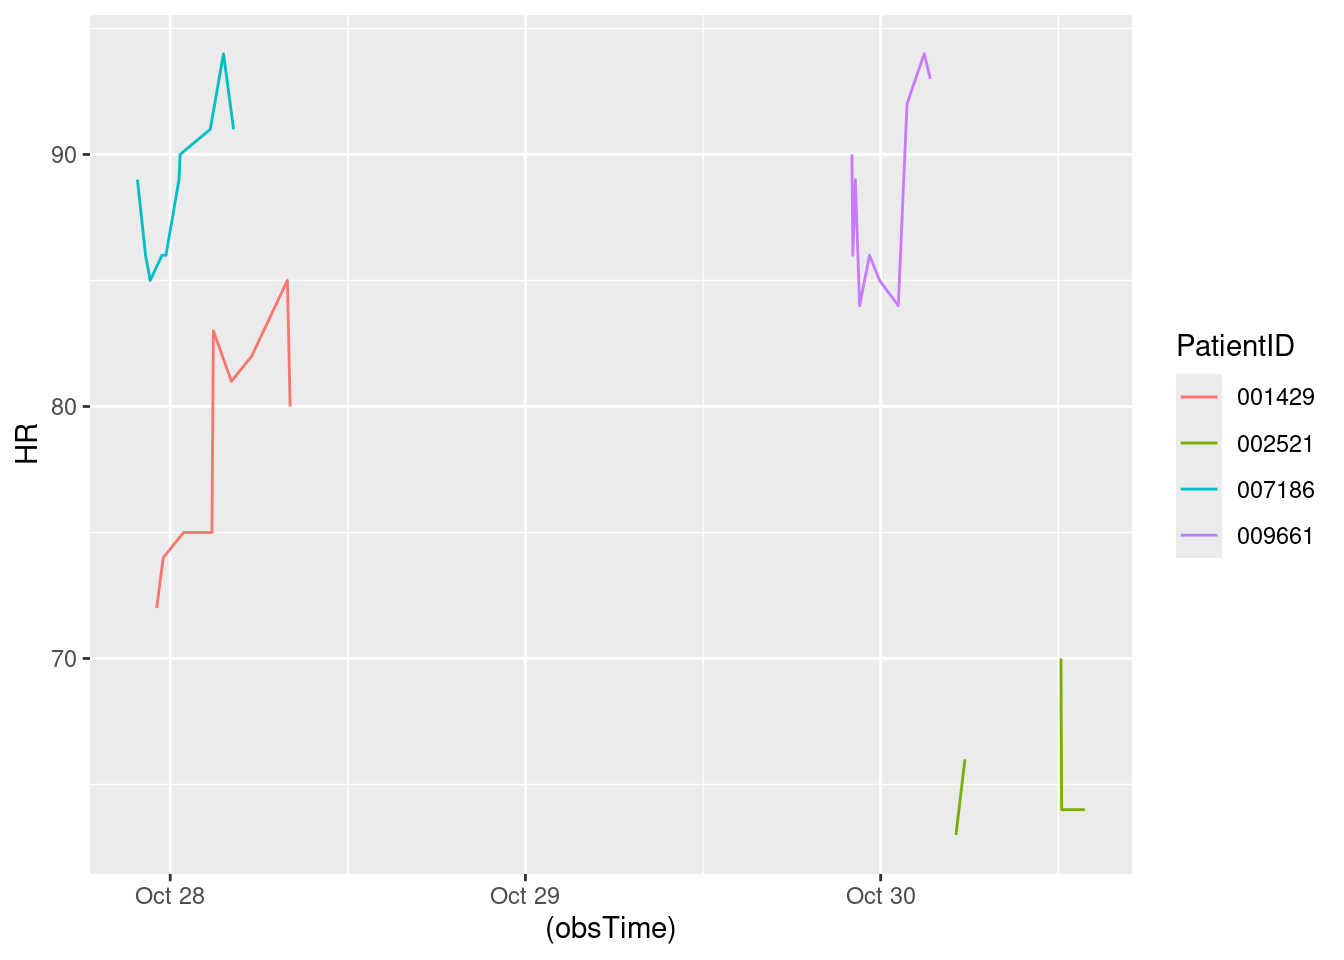 90
80
70
HR
Oct 28
Oct 29
Oct 30
(obsTime)
PatientID
001429
002521
007186
009661